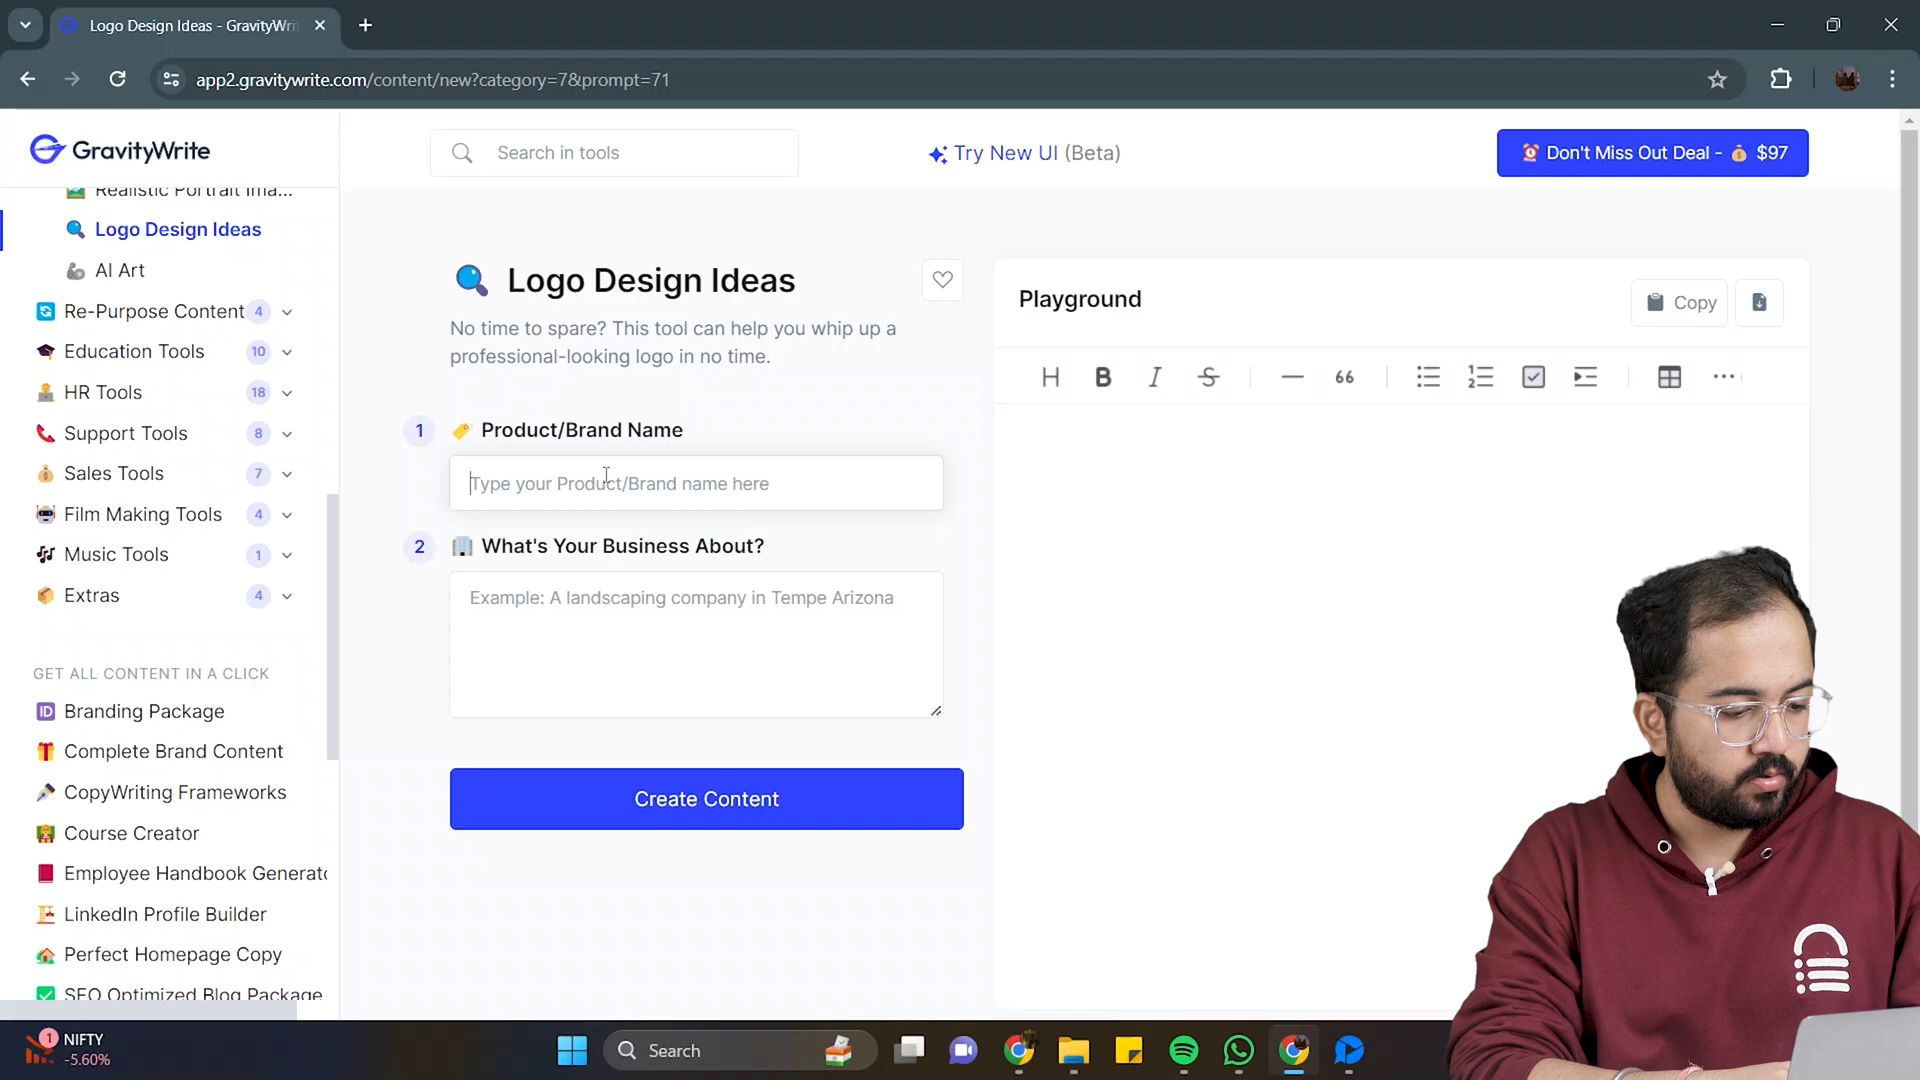 Logo Design Ideas - GravityWri
app2.gravitywrite.com/content/new?category=7&prompt=71
GravityWrite
Search in tools
Try New UI (Beta)
Don't Miss Out Deal - $97
Realistic Portrait Ima...
Logo Design Ideas
AI Art
Re-Purpose Content 4
Education Tools 10
HR Tools 18
Support Tools 8
Sales Tools 7
Film Making Tools 4
Music Tools 1
Extras 4
GET ALL CONTENT IN A CLICK
Branding Package
Complete Brand Content
CopyWriting Frameworks
Course Creator
Employee Handbook Generato
LinkedIn Profile Builder
Perfect Homepage Copy
SEO Optimized Blog Package
Logo Design Ideas
No time to spare? This tool can help you whip up a
professional-looking logo in no time.
1 Product/Brand Name
Type your Product/Brand name here
2 What's Your Business About?
Example: A landscaping company in Tempe Arizona
Create Content
Playground
Copy
H B I S 66
1 NIFTY
-5.60%
Search